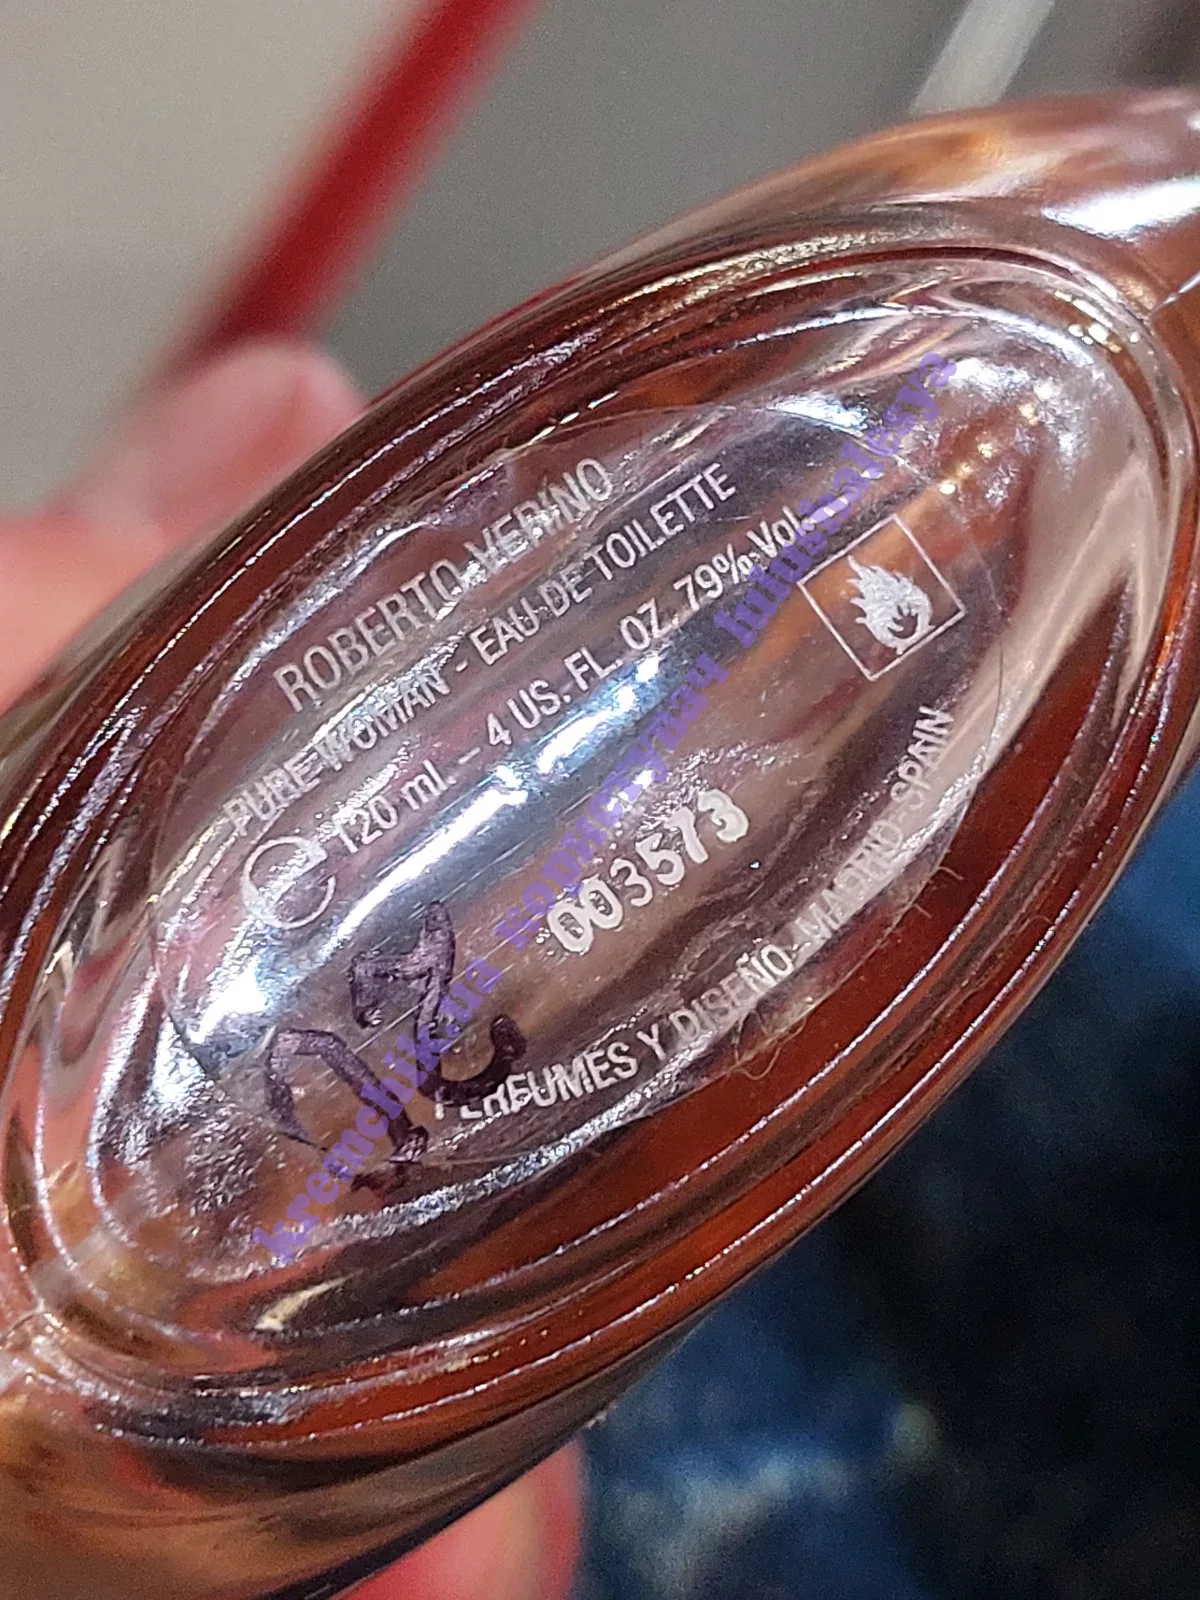 ROBERTO VERINO
PURE WOMAN - EAU DE TOILETTE
℮ 120 ml. – 4 US. FL. OZ. 79% Vol.
003573
PERFUMES Y DISEÑO - MADRID - SPAIN
kremchik.ua